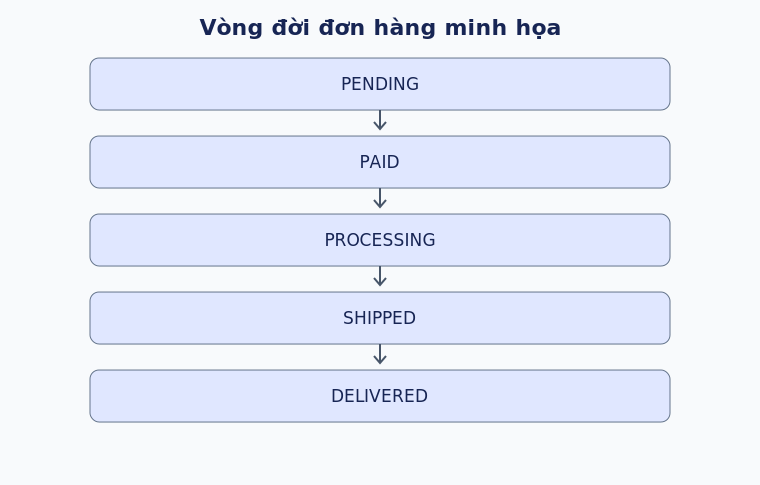 Vòng đời đơn hàng minh họa
PENDING
PAID
PROCESSING
SHIPPED
DELIVERED